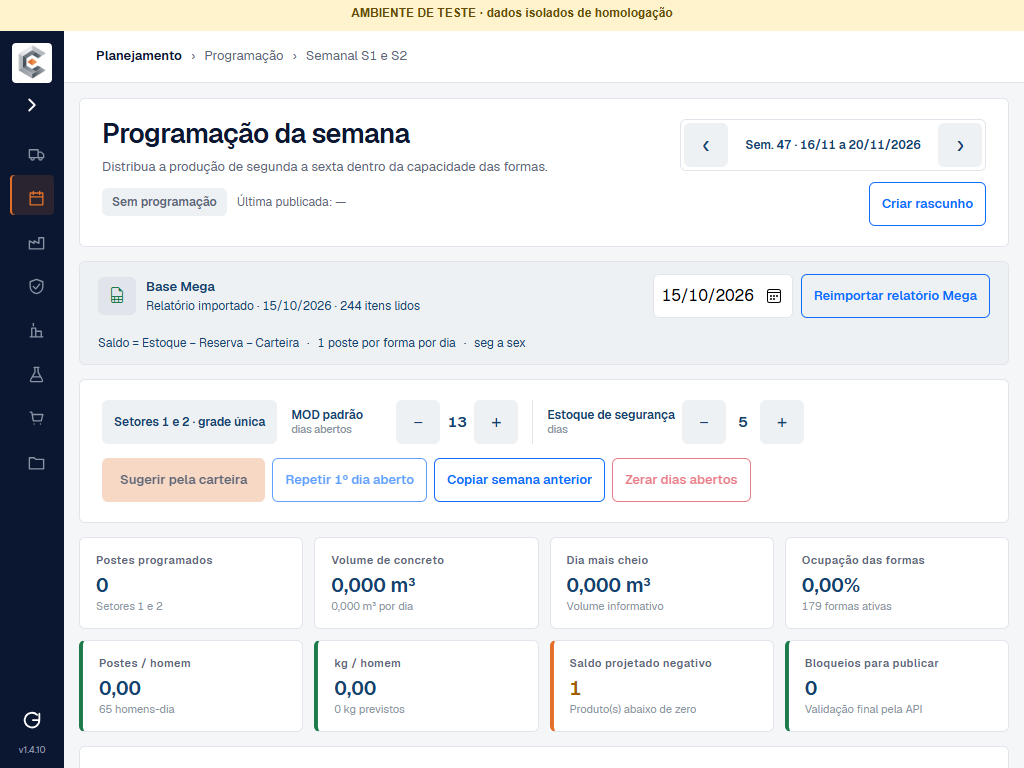 AMBIENTE DE TESTE · dados isolados de homologação
Planejamento › Programação › Semanal S1 e S2
Programação da semana
Distribua a produção de segunda a sexta dentro da capacidade das formas.
Sem programação Última publicada: —
‹ Sem. 47 · 16/11 a 20/11/2026 ›
Criar rascunho
Base Mega
Relatório importado · 15/10/2026 · 244 itens lidos
15/10/2026
Reimportar relatório Mega
Saldo = Estoque – Reserva – Carteira · 1 poste por forma por dia · seg a sex
Setores 1 e 2 · grade única
MOD padrão
dias abertos
− 13 +
Estoque de segurança
dias
− 5 +
Sugerir pela carteira
Repetir 1º dia aberto
Copiar semana anterior
Zerar dias abertos
Postes programados
0
Setores 1 e 2
Volume de concreto
0,000 m³
0,000 m³ por dia
Dia mais cheio
0,000 m³
Volume informativo
Ocupação das formas
0,00%
179 formas ativas
Postes / homem
0,00
65 homens-dia
kg / homem
0,00
0 kg previstos
Saldo projetado negativo
1
Produto(s) abaixo de zero
Bloqueios para publicar
0
Validação final pela API
v1.4.10